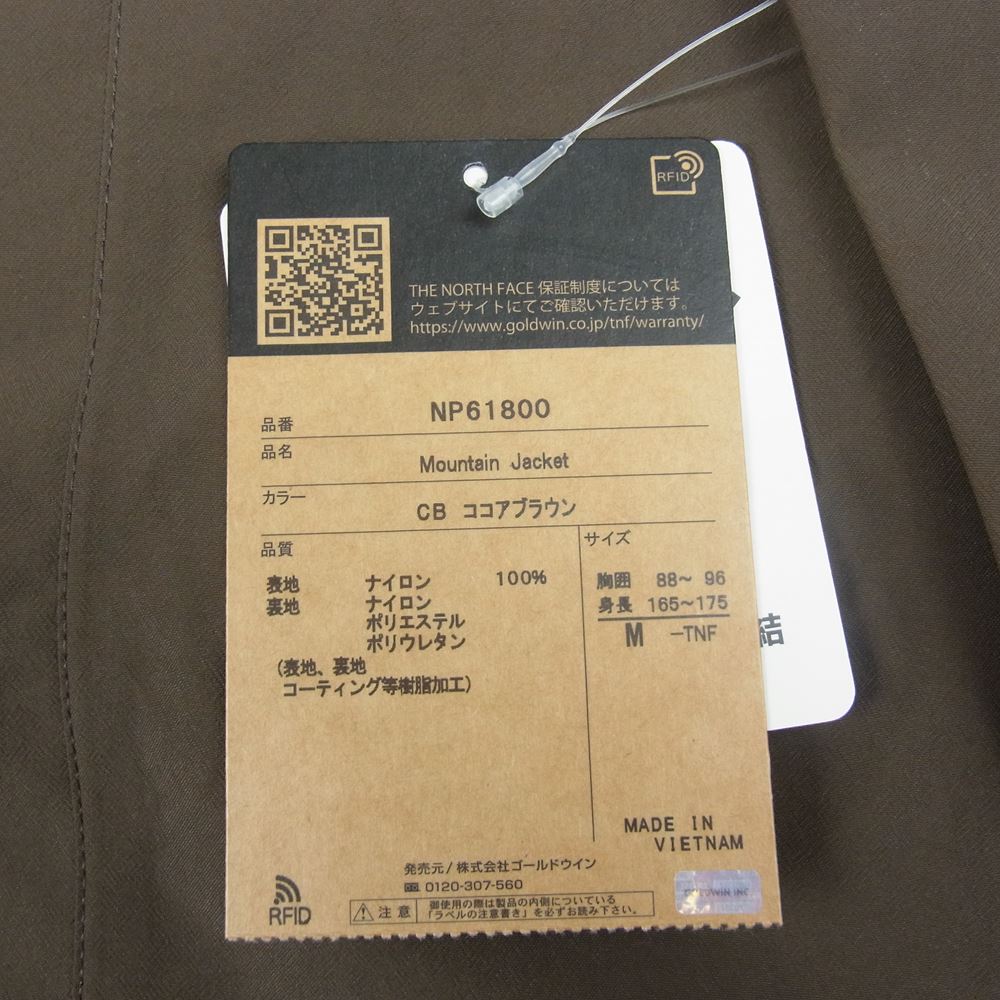 RFID
THE NORTH FACE 保証制度については
ウェブサイトにてご確認いただけます。
https://www.goldwin.co.jp/tnf/warranty/
品番 NP61800
品名 Mountain Jacket
カラー CB ココアブラウン
品質
表地 ナイロン 100%
裏地 ナイロン
ポリエステル
ポリウレタン
(表地、裏地
コーティング等樹脂加工)
サイズ
胸囲 88~ 96
身長 165~175
M -TNF
結
MADE IN
VIETNAM
発売元/株式会社ゴールドウイン
0120-307-560
RFID
注意
御使用の際は製品の内側についている
「ラベルの注意書き」を必ずお読み下さい。
GOLDWIN INC.